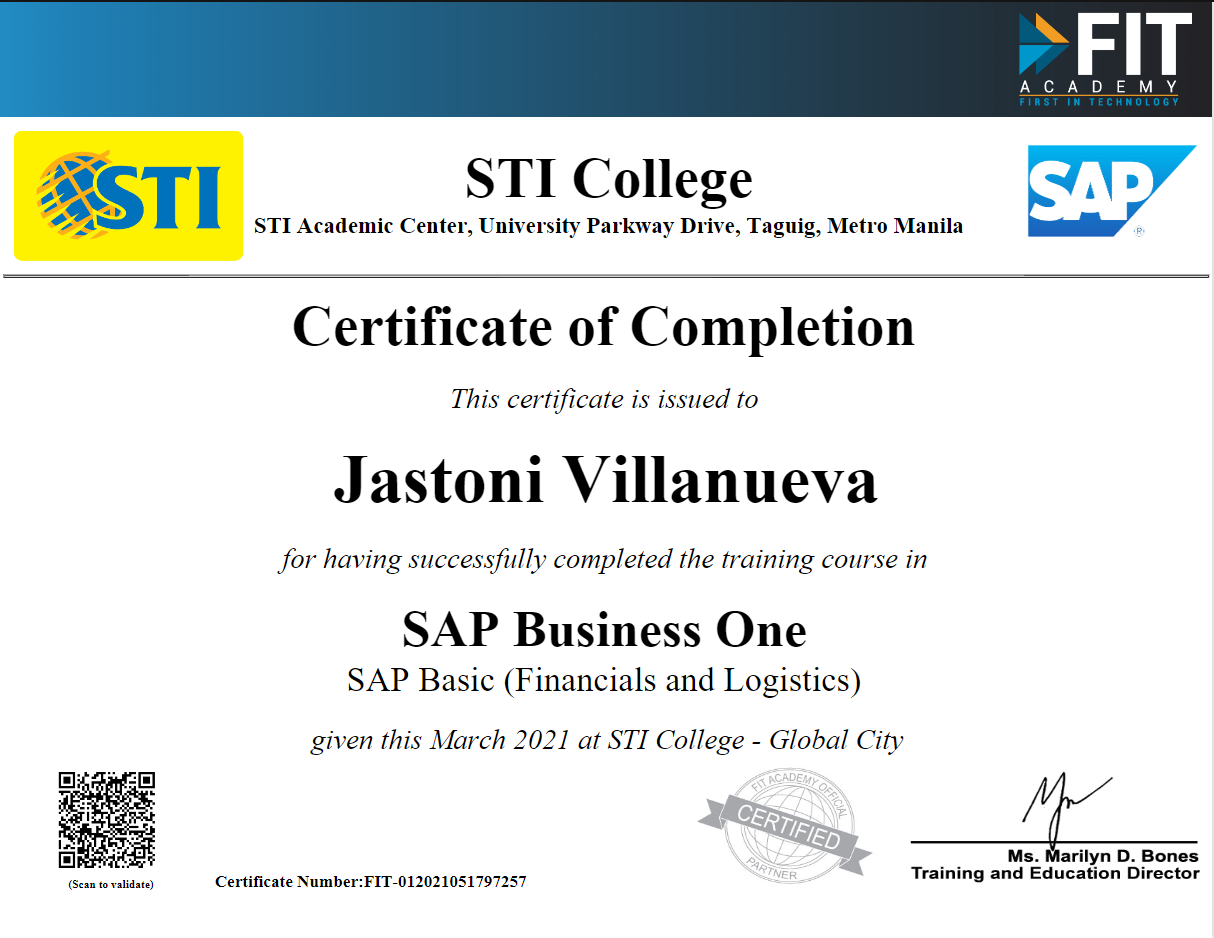 FIT
ACADEMY
FIRST IN TECHNOLOGY
STI
STI College
STI Academic Center, University Parkway Drive, Taguig, Metro Manila
SAP
®
Certificate of Completion
This certificate is issued to
Jastoni Villanueva
for having successfully completed the training course in
SAP Business One
SAP Basic (Financials and Logistics)
given this March 2021 at STI College - Global City
FIT ACADEMY OFFICIAL
CERTIFIED
PARTNER
Ms. Marilyn D. Bones
Training and Education Director
(Scan to validate)
Certificate Number:FIT-012021051797257